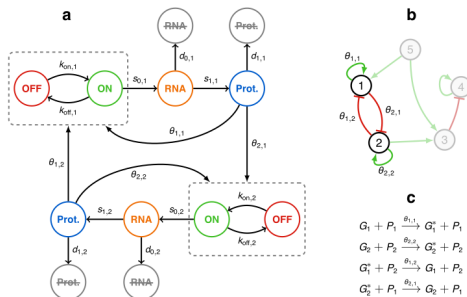 a
RNA
Prot.
d0,1
d1,1
kon,1
OFF
ON
s0,1
RNA
s1,1
Prot.
koff,1
θ1,1
θ2,1
θ1,2
θ2,2
kon,2
Prot.
s1,2
RNA
s0,2
ON
OFF
koff,2
d1,2
d0,2
Prot.
RNA
b
5
θ1,1
1
4
θ1,2
θ2,1
2
3
θ2,2
c
G1 + P1 —θ1,1→ G1* + P1
G2 + P2 —θ2,2→ G2* + P2
G1* + P2 —θ1,2→ G1 + P2
G2* + P1 —θ2,1→ G2 + P1